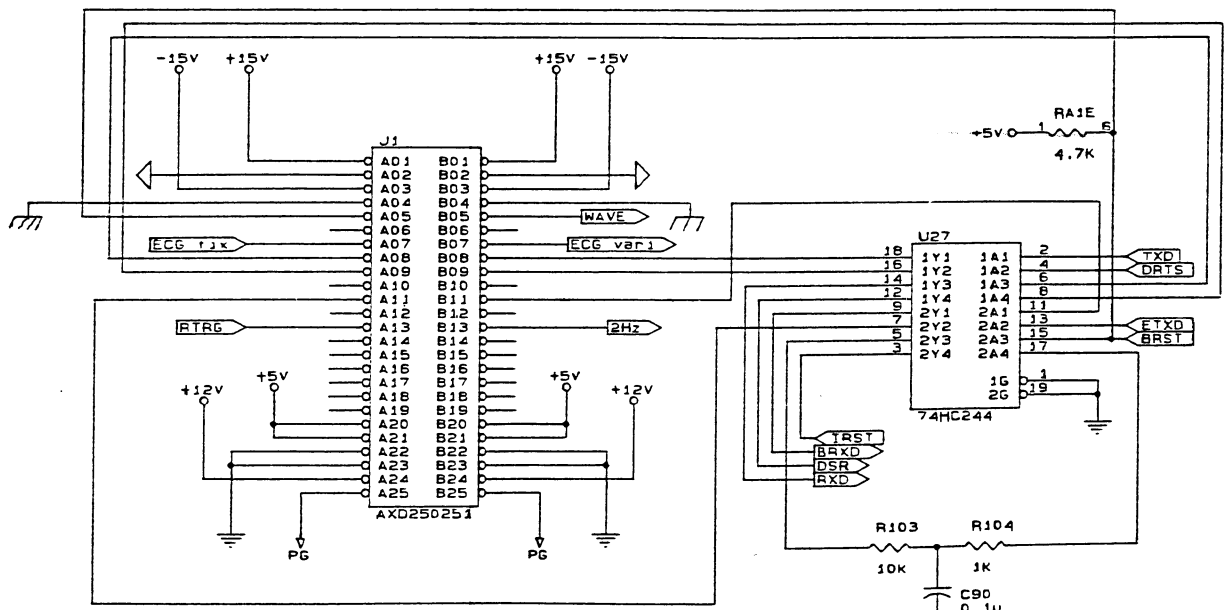 -15V +15V +15V -15V
RA1E
+5V 1 6
4.7K
J1
A01 B01
A02 B02
A03 B03
A04 B04
A05 B05 WAVE
A06 B06
ECG fix A07 B07 ECG vari
A08 B08
A09 B09
A10 B10
A11 B11
A12 B12
RTRG A13 B13 2Hz
A14 B14
A15 B15
A16 B16
A17 B17
A18 B18
A19 B19
A20 B20
A21 B21
A22 B22
A23 B23
A24 B24
A25 B25
AXD250251
+12V +5V +5V +12V
PG PG
U27
18 1Y1 1A1 2 TXD
16 1Y2 1A2 4 DRTS
14 1Y3 1A3 6
12 1Y4 1A4 8
9 2Y1 2A1 11
7 2Y2 2A2 13 ETXD
5 2Y3 2A3 15 BRST
3 2Y4 2A4 17
1G 1
2G 19
74HC244
BRXD
DSR
RXD
R103 R104
10K 1K
C90
0.1u